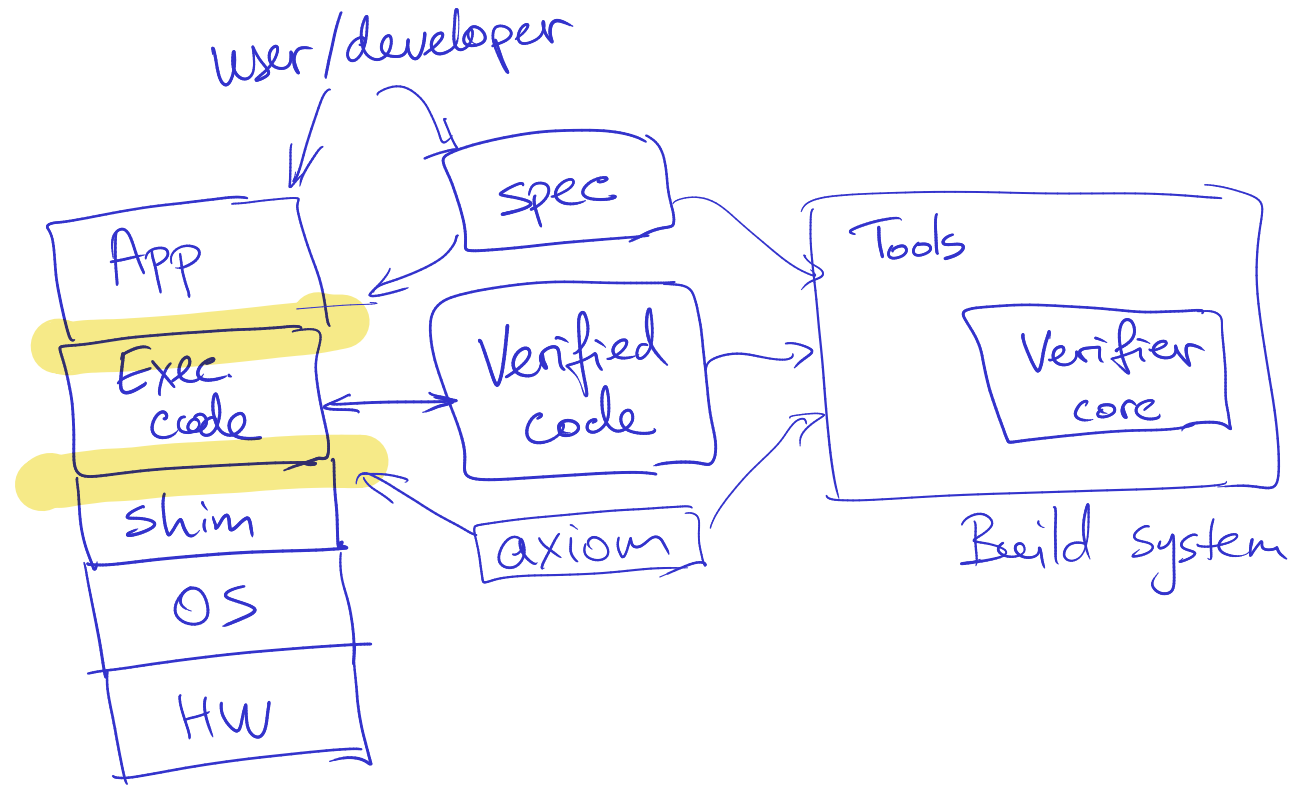 user/developer
spec
App
Tools
Exec.
code
Verified
code
Verifier
core
shim
axiom
Build system
OS
HW